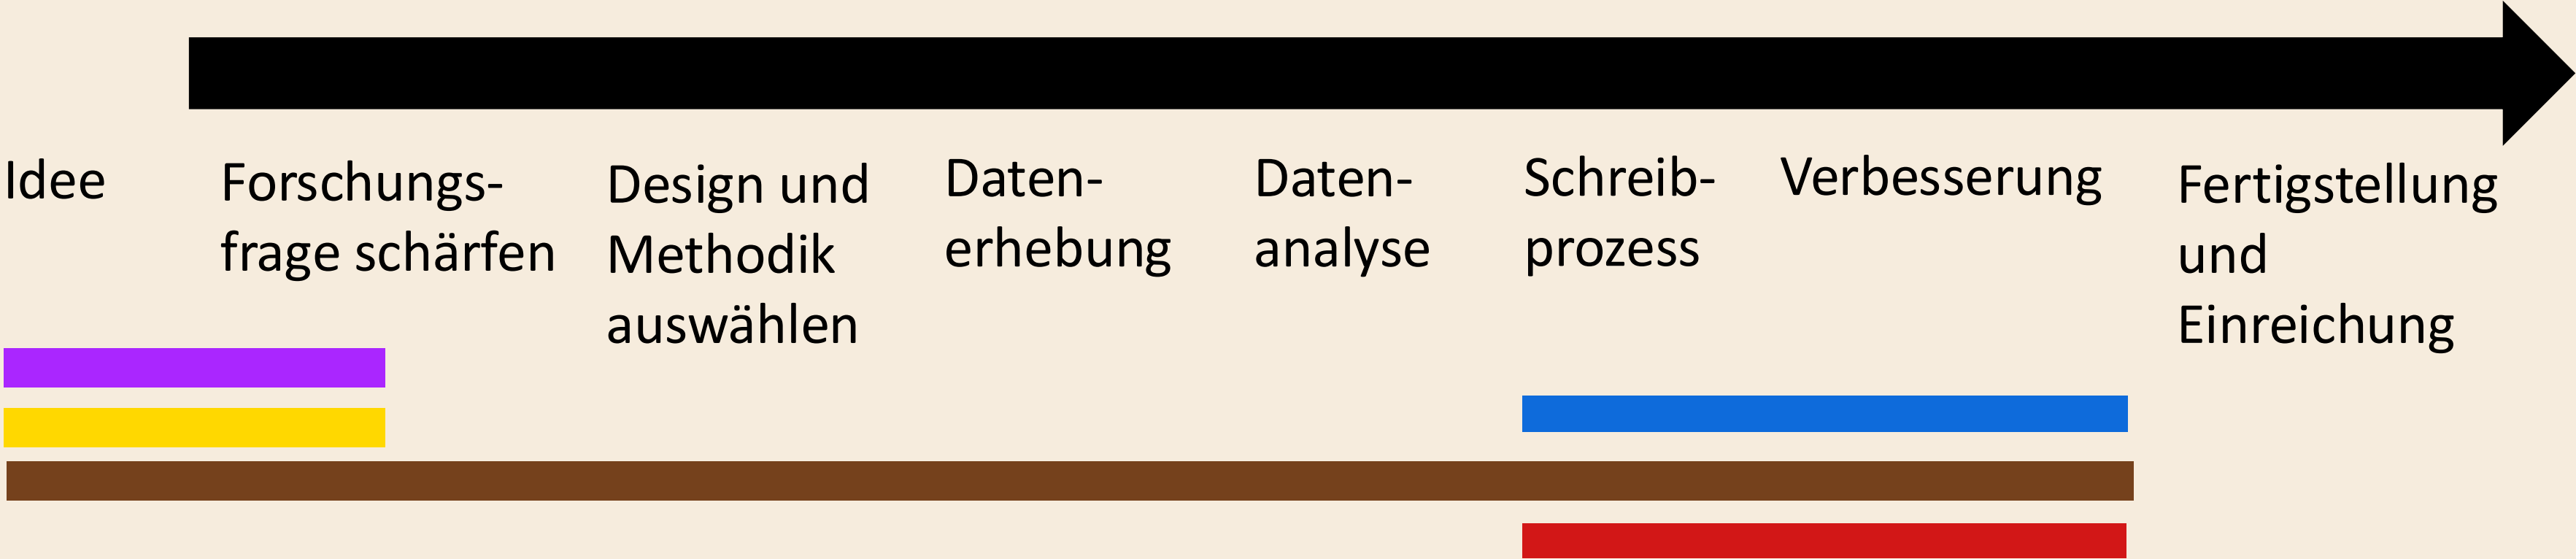 Idee
Forschungs-
frage schärfen
Design und
Methodik
auswählen
Daten-
erhebung
Daten-
analyse
Schreib-
prozess
Verbesserung
Fertigstellung
und
Einreichung